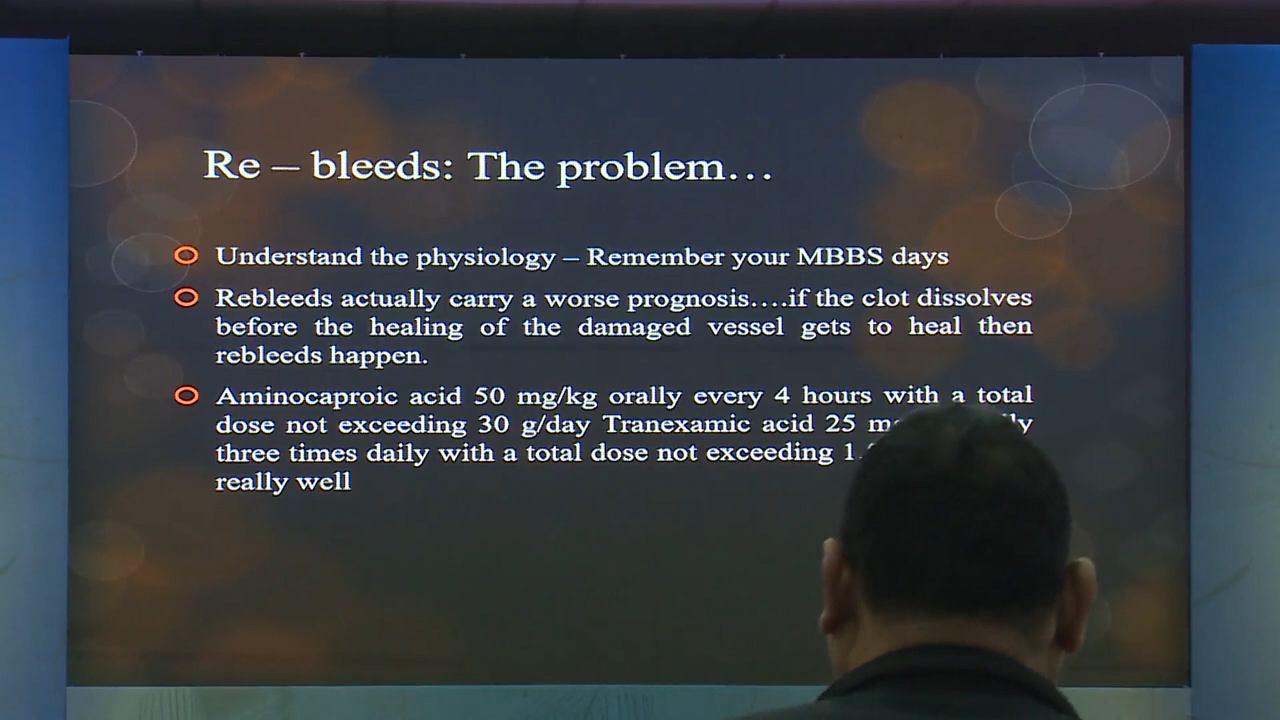 Re – bleeds: The problem…
Understand the physiology – Remember your MBBS days
Rebleeds actually carry a worse prognosis….if the clot dissolves
before the healing of the damaged vessel gets to heal then
rebleeds happen.
Aminocaproic acid 50 mg/kg orally every 4 hours with a total
dose not exceeding 30 g/day Tranexamic acid 25
three times daily with a total dose not exceeding
really well